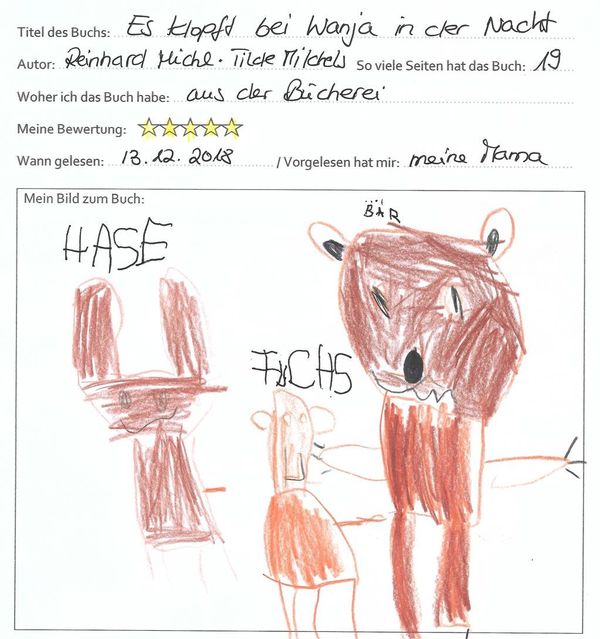 Titel des Buchs: Es klopft bei Wanja in der Nacht
Autor: Reinhard Michl · Tilde Michels So viele Seiten hat das Buch: 19
Woher ich das Buch habe: aus der Bücherei
Meine Bewertung:
Wann gelesen: 13.12.2018 / Vorgelesen hat mir: meine Mama
Mein Bild zum Buch:
BÄR
HASE
FUCHS